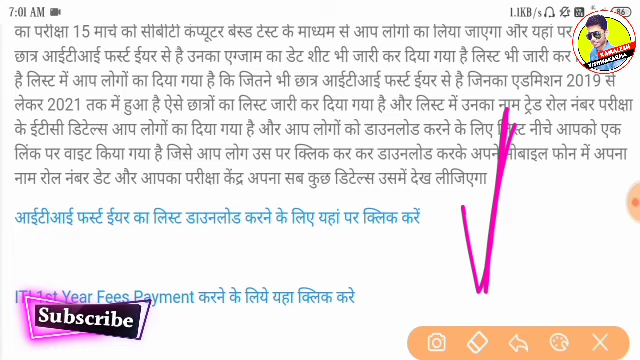 7:01 AM
1.1KB/s
86
का परीक्षा 15 मार्च को सीबीटी कंप्यूटर बेस्ड टेस्ट के माध्यम से आप लोगों का लिया जाएगा और यहां पर
छात्र आईटीआई फर्स्ट ईयर से है उनका एग्जाम का डेट शीट भी जारी कर दिया गया है लिस्ट भी जारी कर
है लिस्ट में आप लोगों का दिया गया है कि जितने भी छात्र आईटीआई फर्स्ट ईयर से है जिनका एडमिशन 2019 से
लेकर 2021 तक में हुआ है ऐसे छात्रों का लिस्ट जारी कर दिया गया है और लिस्ट में उनका नाम ट्रेड रोल नंबर परीक्षा
के ईटीसी डिटेल्स आप लोगों का दिया गया है और आप लोगों को डाउनलोड करने के लिए लिस्ट नीचे आपको एक
लिंक पर वाइट किया गया है जिसे आप लोग उस पर क्लिक कर कर डाउनलोड करके अपने मोबाइल फोन में अपना
नाम रोल नंबर डेट और आपका परीक्षा केंद्र अपना सब कुछ डिटेल्स उसमें देख लीजिएगा
आईटीआई फर्स्ट ईयर का लिस्ट डाउनलोड करने के लिए यहां पर क्लिक करें
ITI 1st Year Fees Payment करने के लिये यहा क्लिक करे
Subscribe
KAMALESH
VISHWAKARMA